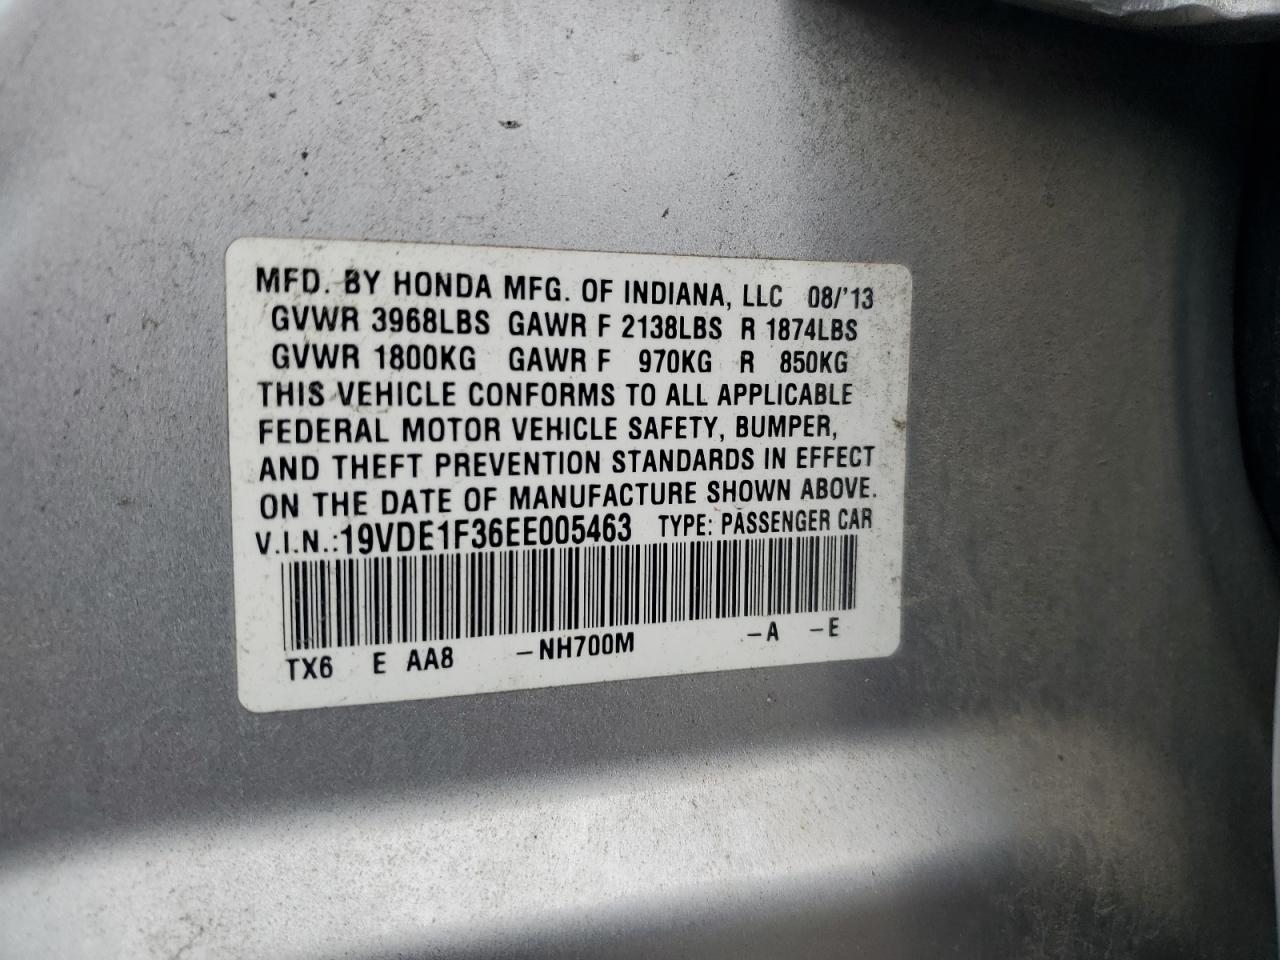 MFD. BY HONDA MFG. OF INDIANA, LLC 08/'13
GVWR 3968LBS GAWR F 2138LBS R 1874LBS
GVWR 1800KG GAWR F 970KG R 850KG
THIS VEHICLE CONFORMS TO ALL APPLICABLE
FEDERAL MOTOR VEHICLE SAFETY, BUMPER,
AND THEFT PREVENTION STANDARDS IN EFFECT
ON THE DATE OF MANUFACTURE SHOWN ABOVE.
V.I.N.:19VDE1F36EE005463 TYPE: PASSENGER CAR
TX6 E AA8 -NH700M -A -E